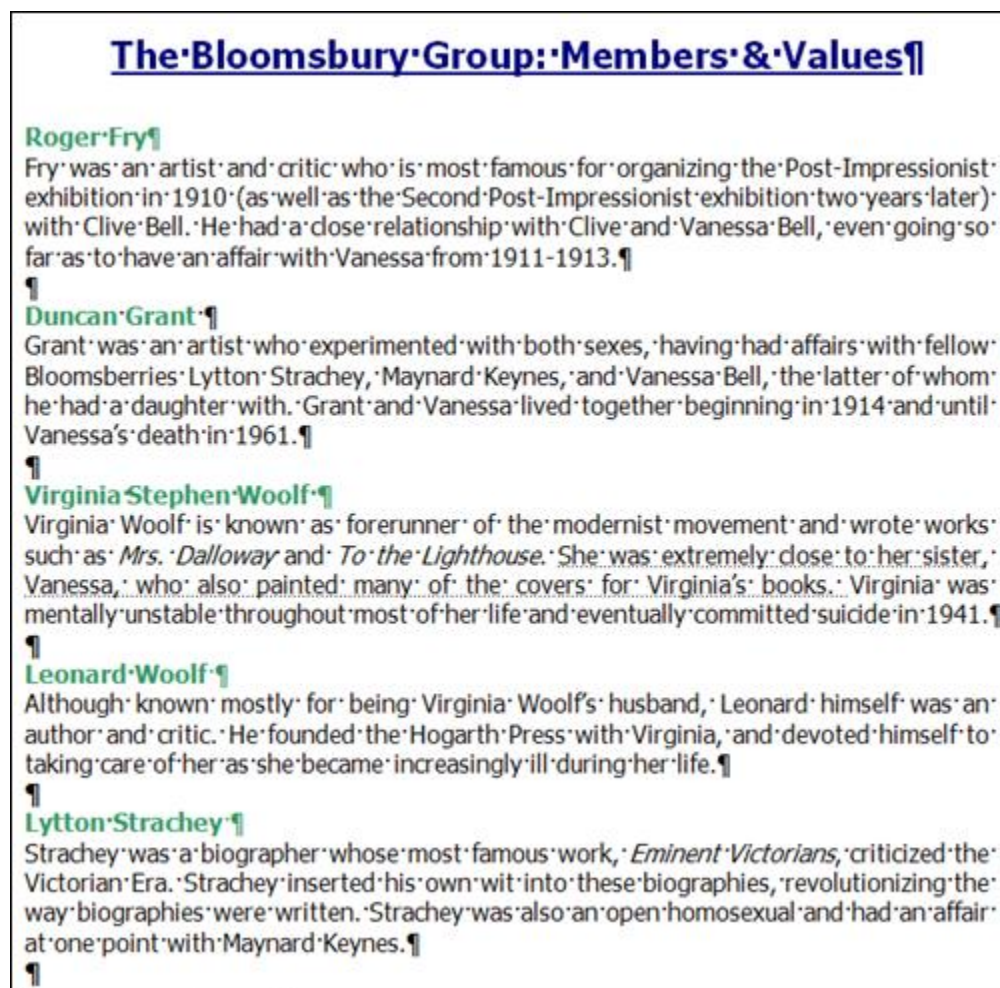 The Bloomsbury Group: Members & Values¶
Roger Fry¶
Fry was an artist and critic who is most famous for organizing the Post-Impressionist
exhibition in 1910 (as well as the Second Post-Impressionist exhibition two years later)
with Clive Bell. He had a close relationship with Clive and Vanessa Bell, even going so
far as to have an affair with Vanessa from 1911-1913.¶
¶
Duncan Grant ¶
Grant was an artist who experimented with both sexes, having had affairs with fellow
Bloomsberries Lytton Strachey, Maynard Keynes, and Vanessa Bell, the latter of whom
he had a daughter with. Grant and Vanessa lived together beginning in 1914 and until
Vanessa's death in 1961.¶
¶
Virginia Stephen Woolf ¶
Virginia Woolf is known as forerunner of the modernist movement and wrote works
such as Mrs. Dalloway and To the Lighthouse. She was extremely close to her sister,
Vanessa, who also painted many of the covers for Virginia's books. Virginia was
mentally unstable throughout most of her life and eventually committed suicide in 1941.¶
¶
Leonard Woolf ¶
Although known mostly for being Virginia Woolf's husband, Leonard himself was an
author and critic. He founded the Hogarth Press with Virginia, and devoted himself to
taking care of her as she became increasingly ill during her life.¶
¶
Lytton Strachey ¶
Strachey was a biographer whose most famous work, Eminent Victorians, criticized the
Victorian Era. Strachey inserted his own wit into these biographies, revolutionizing the
way biographies were written. Strachey was also an open homosexual and had an affair
at one point with Maynard Keynes.¶
¶